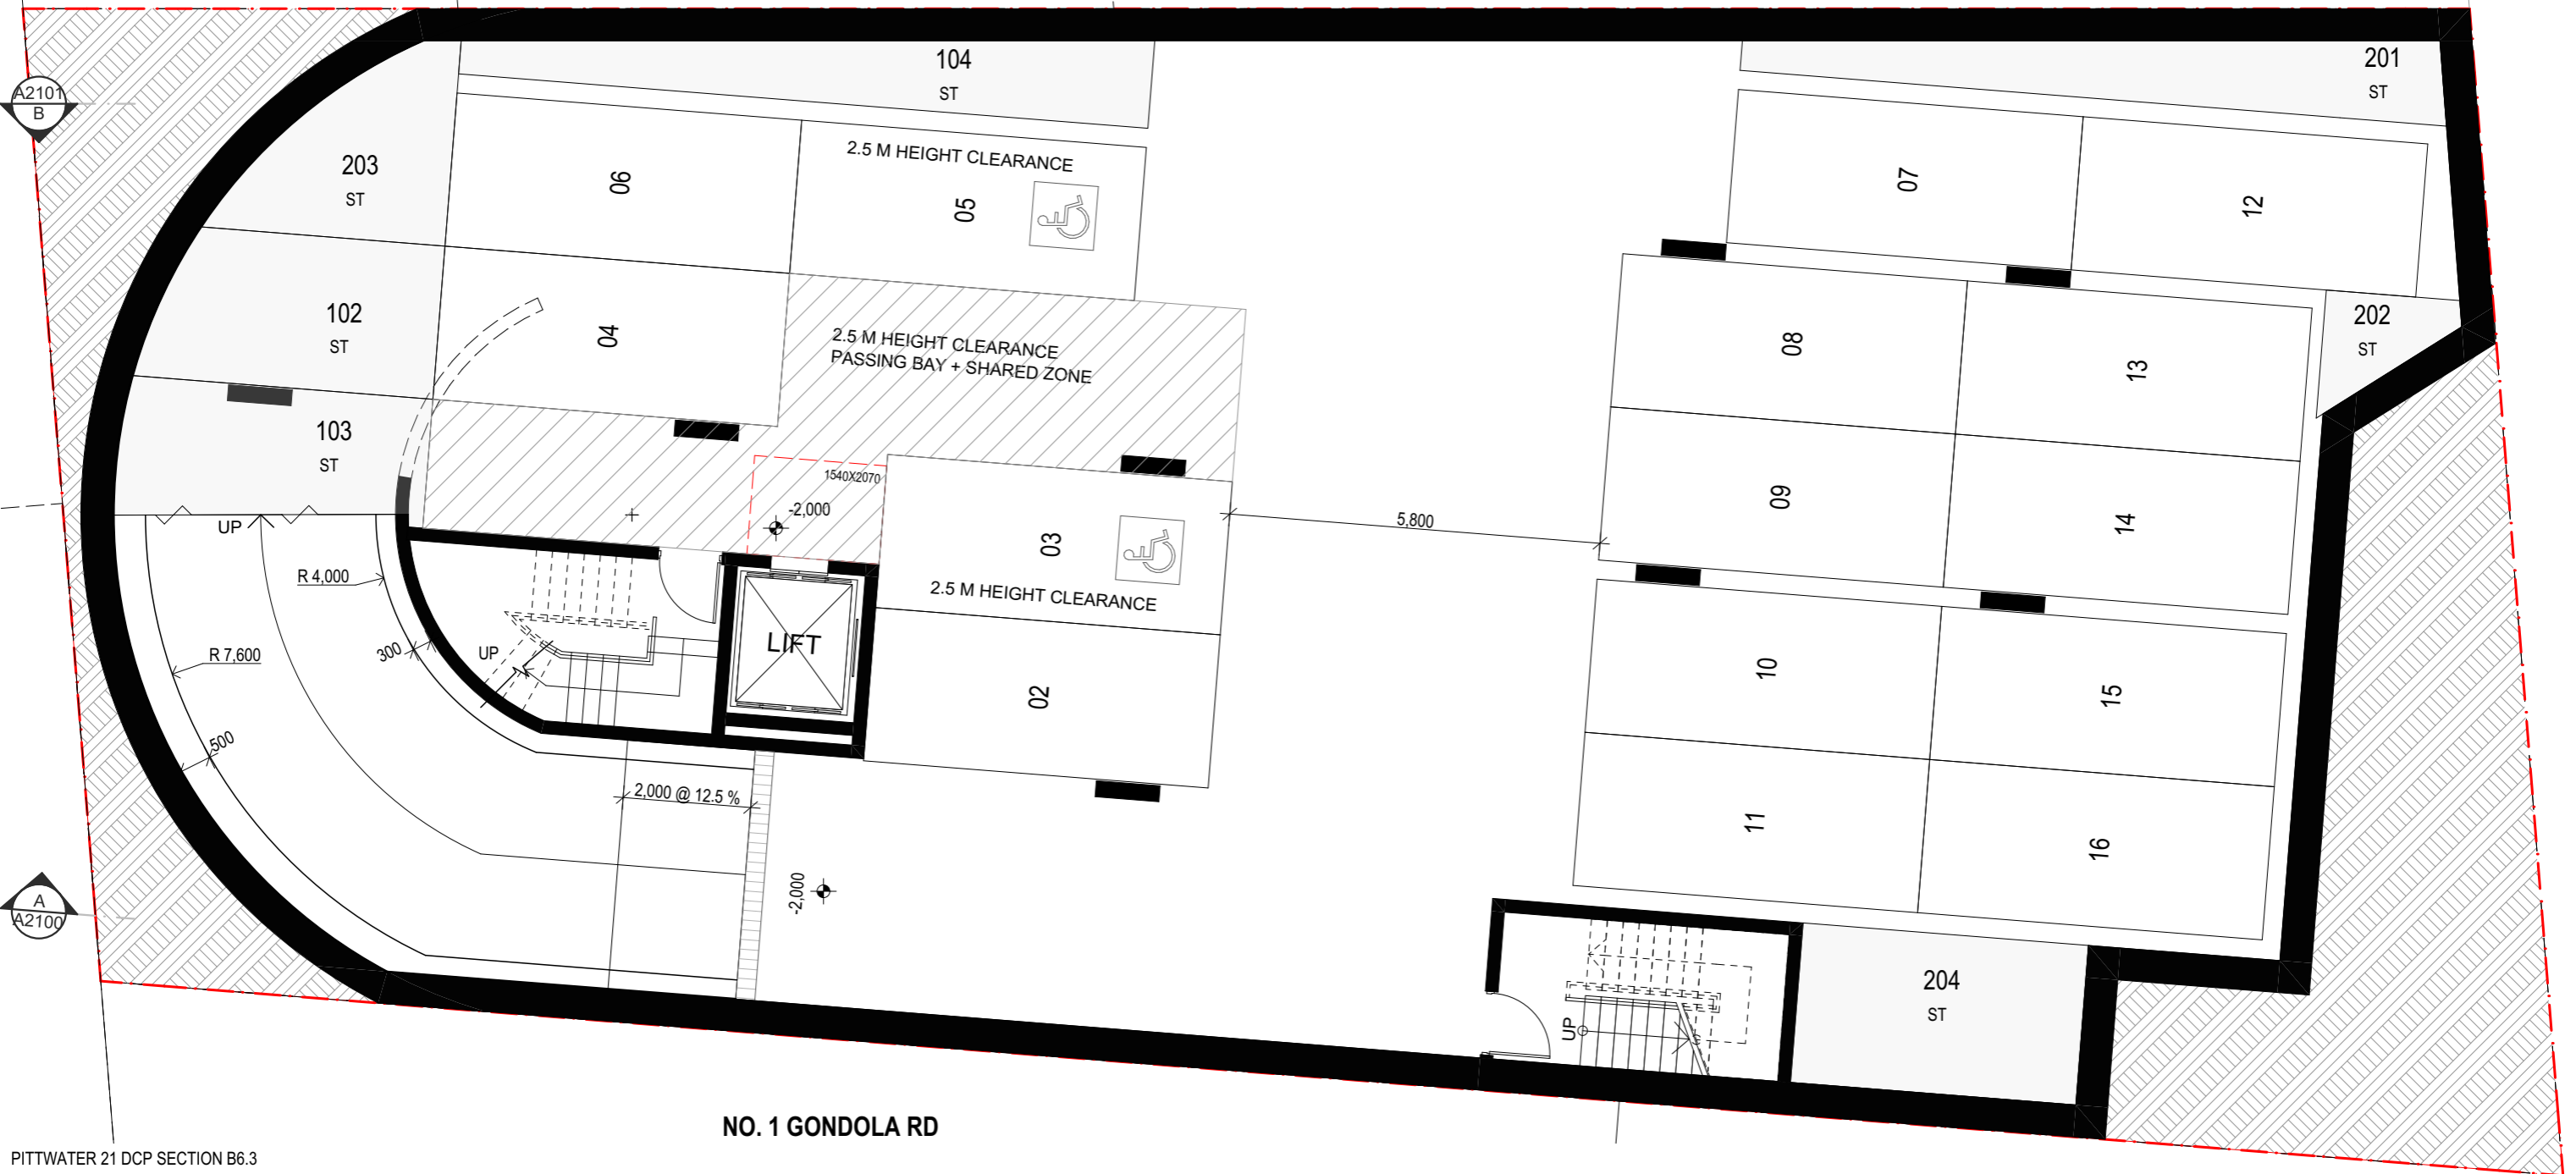 104
ST
201
ST
A2101
B
203
ST
06
2.5 M HEIGHT CLEARANCE
05
07
12
102
ST
04
2.5 M HEIGHT CLEARANCE
PASSING BAY + SHARED ZONE
08
13
202
ST
103
ST
1540X2070
-2,000
UP
03
2.5 M HEIGHT CLEARANCE
5,800
09
14
R 4,000
300
R 7,600
UP
LIFT
02
10
15
500
2,000 @ 12.5 %
11
16
-2,000
A
A2100
204
ST
UP
NO. 1 GONDOLA RD
PITTWATER 21 DCP SECTION B6.3